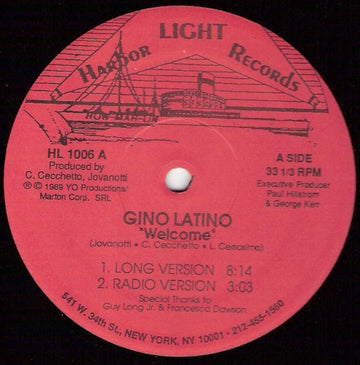 HARBOR LIGHT RECORDS
HOW-DAH-LIN
HL 1006 A
Produced by
C. Cecchetto, Jovanotti
℗ © 1989 YO Productions/
Marton Corp. SRL
A SIDE
33 1/3 RPM
Executive Producer
Paul Hillstrom
& George Kerr
GINO LATINO
"Welcome"
(Jovanotti • C. Cecchetto • L. Cersosimo)
1. LONG VERSION 8:14
2. RADIO VERSION 3:03
Special Thanks to
Guy Long Jr. & Francesca Dawson
541 W. 34th St., NEW YORK, NY 10001 • 212-465-1560